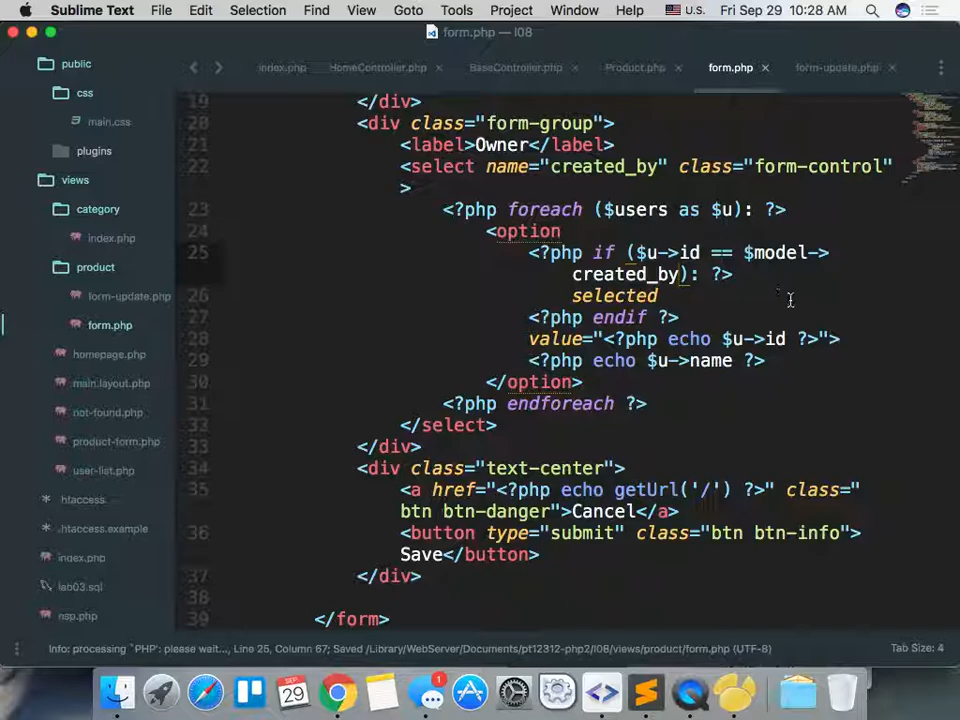 Sublime Text File Edit Selection Find View Goto Tools Project Window Help U.S. Fri Sep 29 10:28 AM
form.php — l08
index.php HomeController.php × BaseController.php × Product.php × form.php × form-update.php ×
public
css
main.css
plugins
views
category
index.php
product
form-update.php
form.php
homepage.php
main.layout.php
not-found.php
product-form.php
user-list.php
.htaccess
.htaccess.example
index.php
lab03.sql
nsp.php
19 </div>
20 <div class="form-group">
21 <label>Owner</label>
22 <select name="created_by" class="form-control"
>
23 <?php foreach ($users as $u): ?>
24 <option
25 <?php if ($u->id == $model->
created_by): ?>
26 selected
27 <?php endif ?>
28 value="<?php echo $u->id ?>">
29 <?php echo $u->name ?>
30 </option>
31 <?php endforeach ?>
32 </select>
33 </div>
34 <div class="text-center">
35 <a href="<?php echo getUrl('/') ?>" class="
btn btn-danger">Cancel</a>
36 <button type="submit" class="btn btn-info">
Save</button>
37 </div>
38
39 </form>
Info: processing `PHP`: please wait..., Line 25, Column 67; Saved /Library/WebServer/Documents/pt12312-php2/l08/views/product/form.php (UTF-8) Tab Size: 4
SEP
29
1